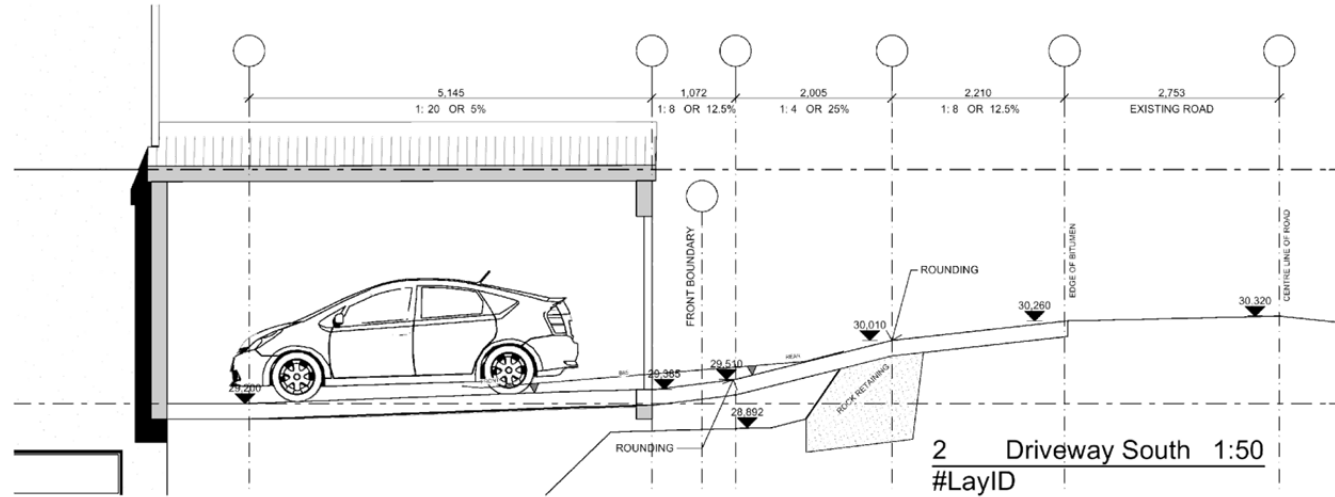 5,145 1,072 2,005 2,210 2,753
1: 20 OR 5% 1: 8 OR 12.5% 1: 4 OR 25% 1: 8 OR 12.5% EXISTING ROAD
FRONT BOUNDARY
EDGE OF BITUMEN
CENTRE LINE OF ROAD
ROUNDING
30,260
30.320
30,010
29,510
29,385
29,200
ROCK RETAINING
28,892
ROUNDING
2 Driveway South 1:50
#LayID